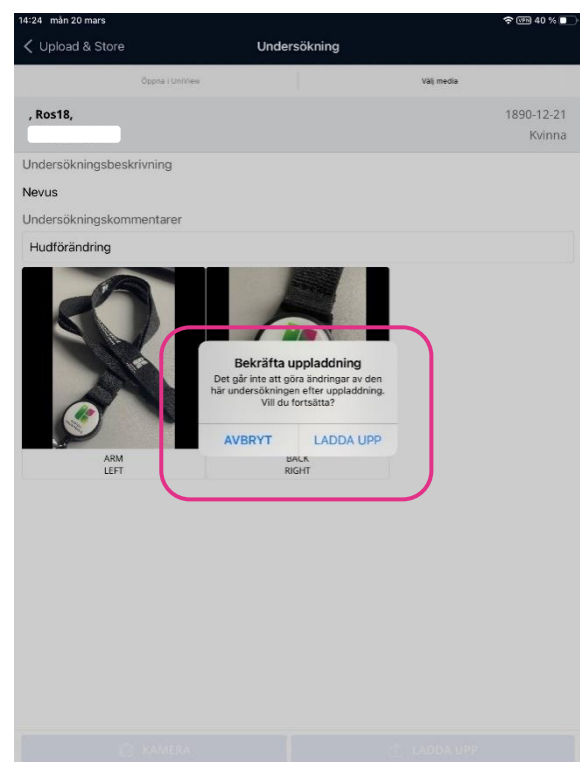 14:24 mån 20 mars
VPN 40 %
Upload & Store
Undersökning
Öppna i UniView
Välj media
, Ros18,
1890-12-21
Kvinna
Undersökningsbeskrivning
Nevus
Undersökningskommentarer
Hudförändring
Bekräfta uppladdning
Det går inte att göra ändringar av den
här undersökningen efter uppladdning.
Vill du fortsätta?
AVBRYT
LADDA UPP
ARM
LEFT
BACK
RIGHT
KAMERA
LADDA UPP